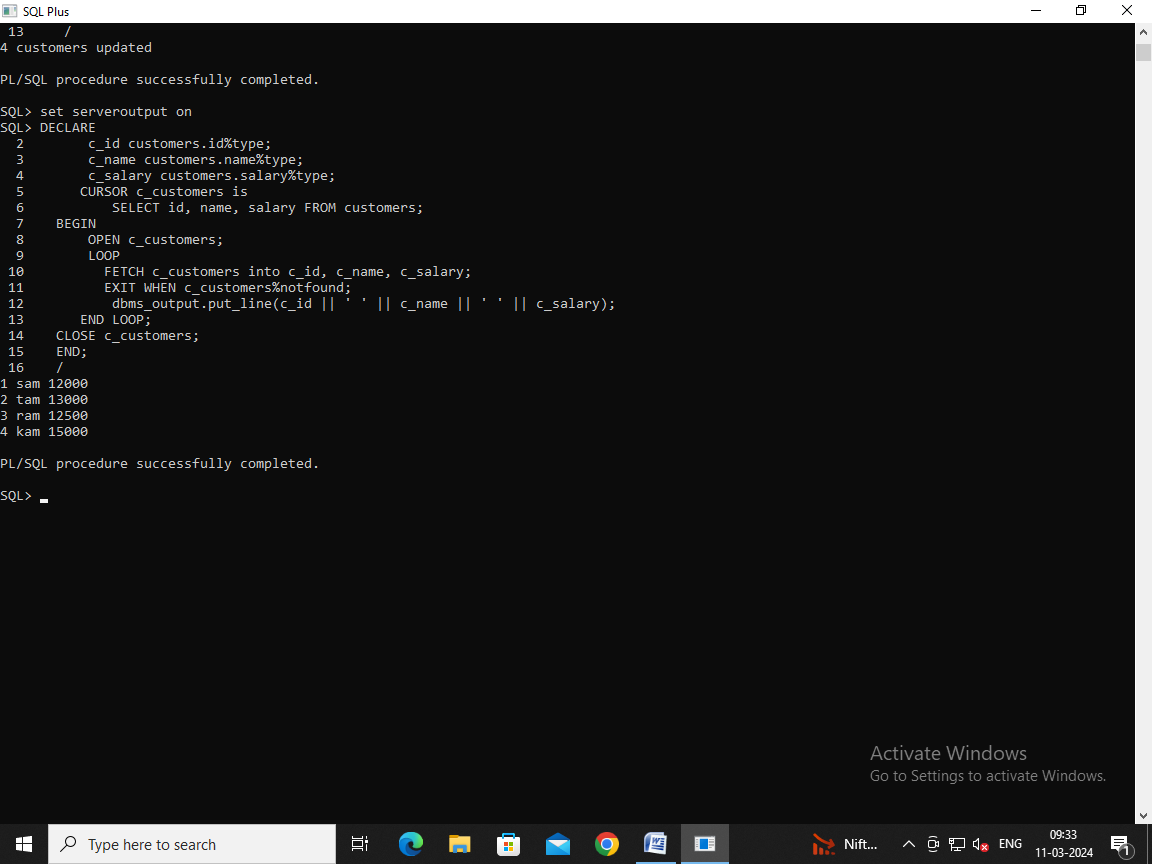 SQL Plus
13     /
4 customers updated
PL/SQL procedure successfully completed.
SQL> set serveroutput on
SQL> DECLARE
  2        c_id customers.id%type;
  3        c_name customers.name%type;
  4        c_salary customers.salary%type;
  5       CURSOR c_customers is
  6           SELECT id, name, salary FROM customers;
  7    BEGIN
  8        OPEN c_customers;
  9        LOOP
 10          FETCH c_customers into c_id, c_name, c_salary;
 11          EXIT WHEN c_customers%notfound;
 12           dbms_output.put_line(c_id || ' ' || c_name || ' ' || c_salary);
 13       END LOOP;
 14    CLOSE c_customers;
 15    END;
 16    /
1 sam 12000
2 tam 13000
3 ram 12500
4 kam 15000
PL/SQL procedure successfully completed.
SQL>
Activate Windows
Go to Settings to activate Windows.
Type here to search
Nift...
ENG
09:33
11-03-2024
1